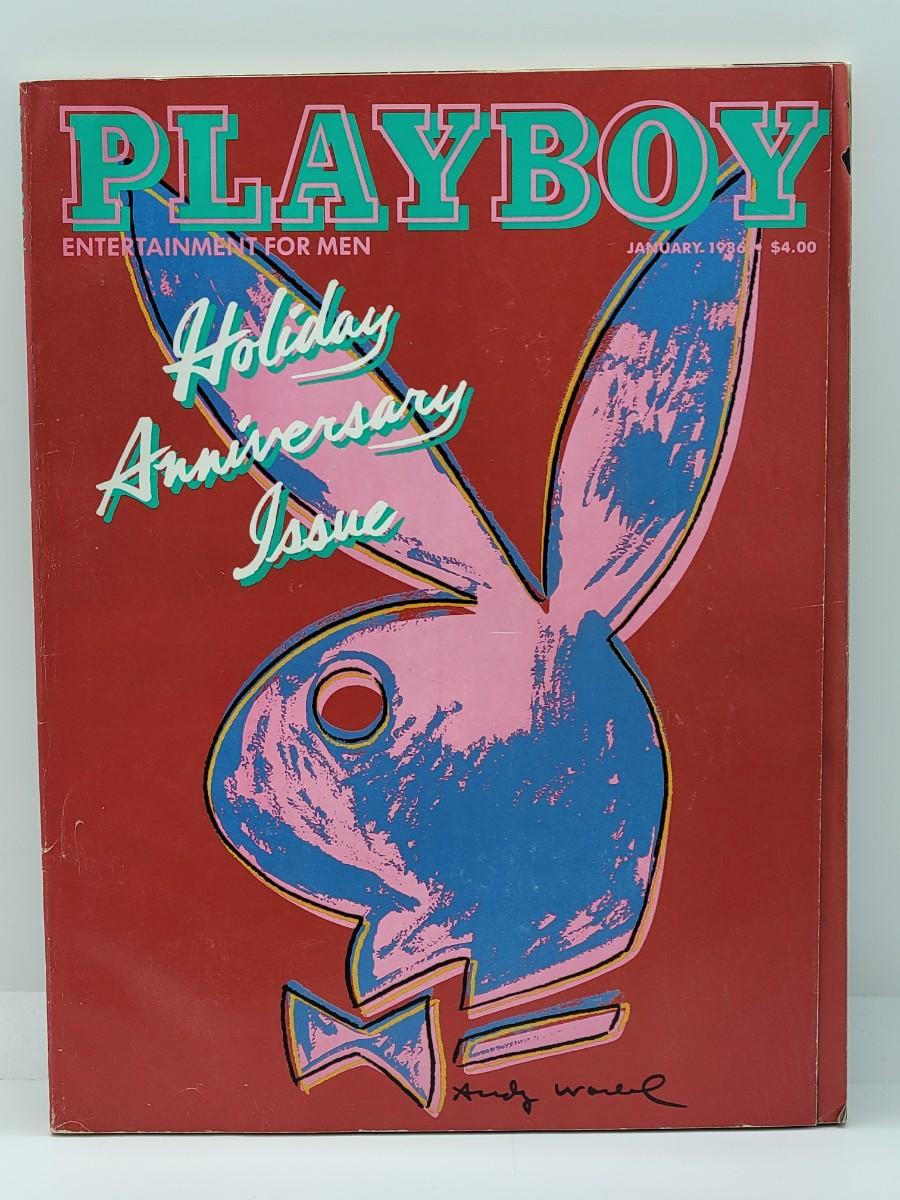 PLAYBOY
ENTERTAINMENT FOR MEN
JANUARY 1986 • $4.00
Holiday
Anniversary
Issue
Andy Warhol